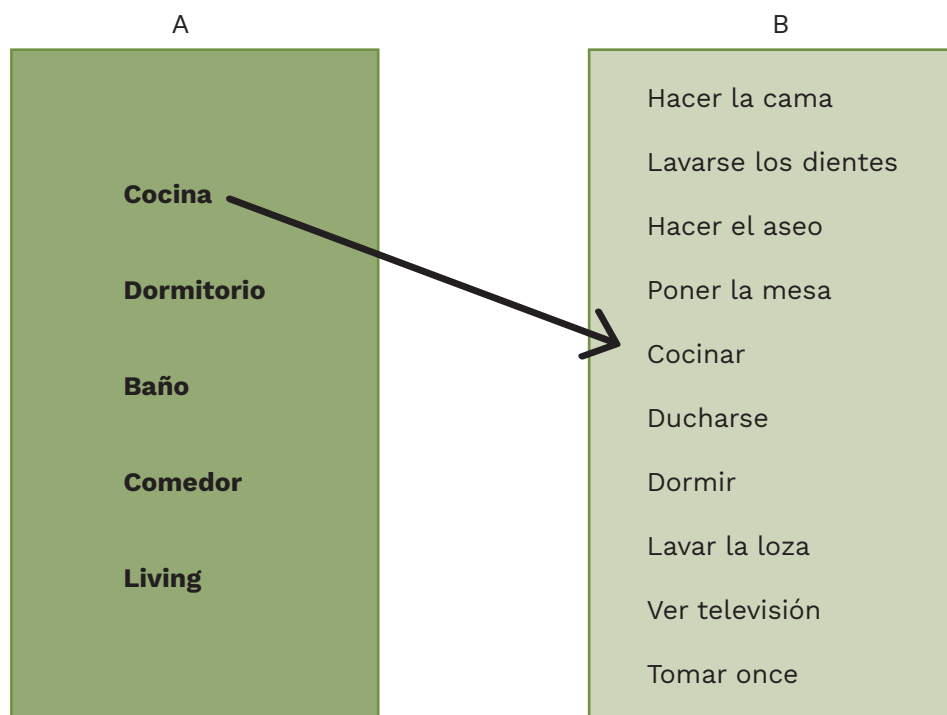 A
Cocina
Dormitorio
Baño
Comedor
Living
B
Hacer la cama
Lavarse los dientes
Hacer el aseo
Poner la mesa
Cocinar
Ducharse
Dormir
Lavar la loza
Ver televisión
Tomar once